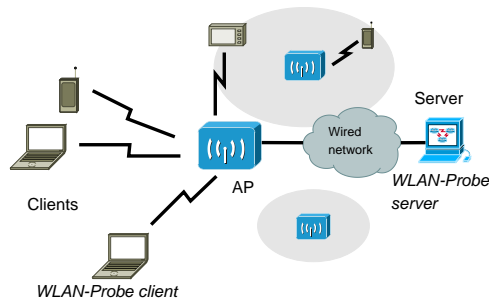 Server
Wired
network
AP
WLAN-Probe
server
Clients
WLAN-Probe client